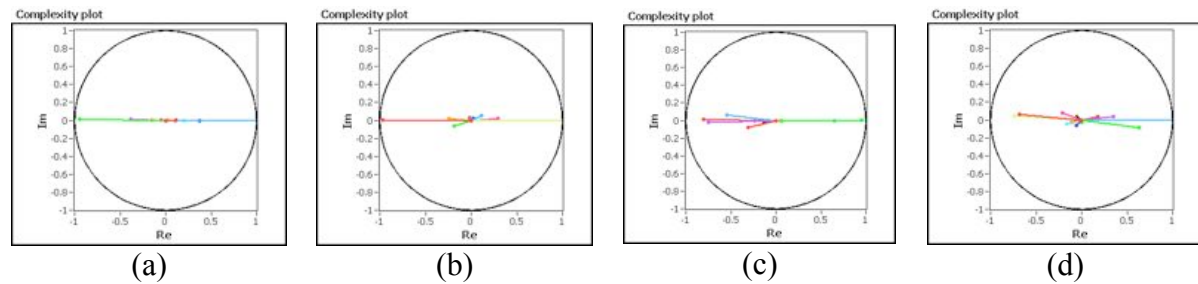 Complexity plot Complexity plot Complexity plot Complexity plot
1 1 1 1
0.8 0.8 0.8 0.8
0.6 0.6 0.6 0.6
0.4 0.4 0.4 0.4
0.2 0.2 0.2 0.2
Im 0 Im 0 Im 0 Im 0
-0.2 -0.2 -0.2 -0.2
-0.4 -0.4 -0.4 -0.4
-0.6 -0.6 -0.6 -0.6
-0.8 -0.8 -0.8 -0.8
-1 -1 -1 -1
-1 -0.5 0 0.5 1 -1 -0.5 0 0.5 1 -1 -0.5 0 0.5 1 -1 -0.5 0 0.5 1
Re Re Re Re
(a) (b) (c) (d)